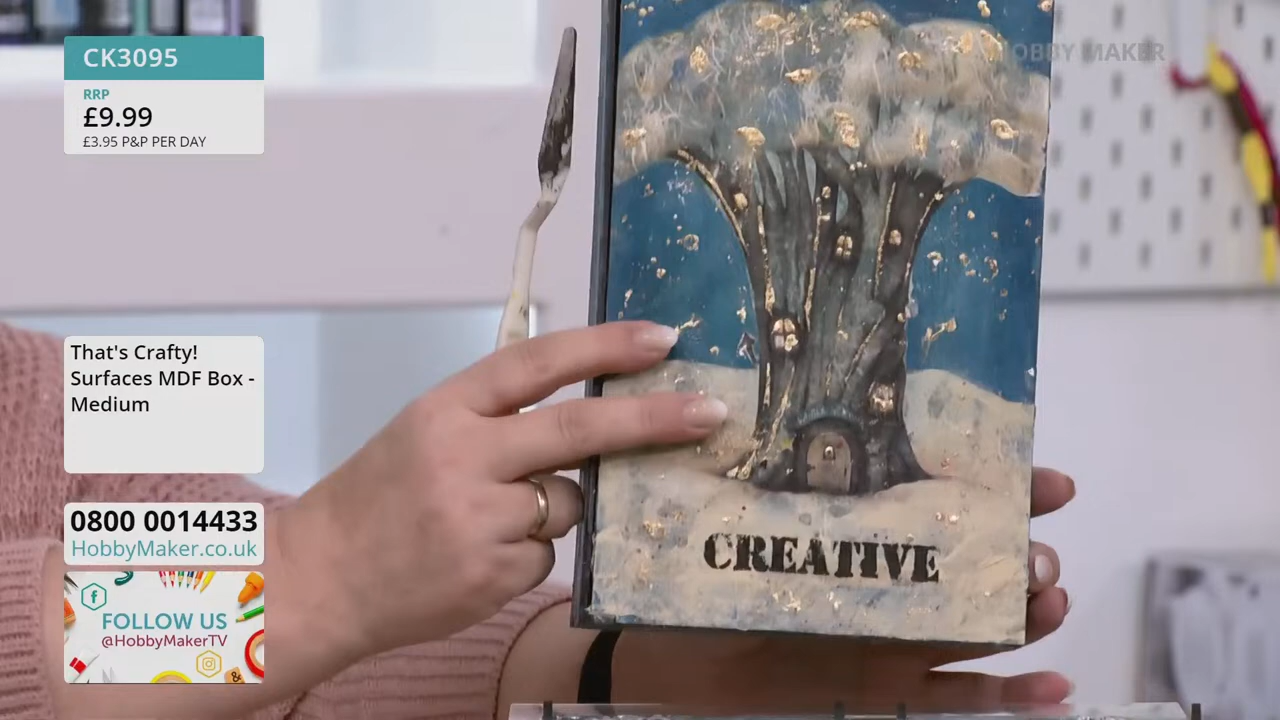 CK3095
RRP
£9.99
£3.95 P&P PER DAY
HOBBY MAKER
That's Crafty!
Surfaces MDF Box -
Medium
0800 0014433
HobbyMaker.co.uk
FOLLOW US
@HobbyMakerTV
CREATIVE